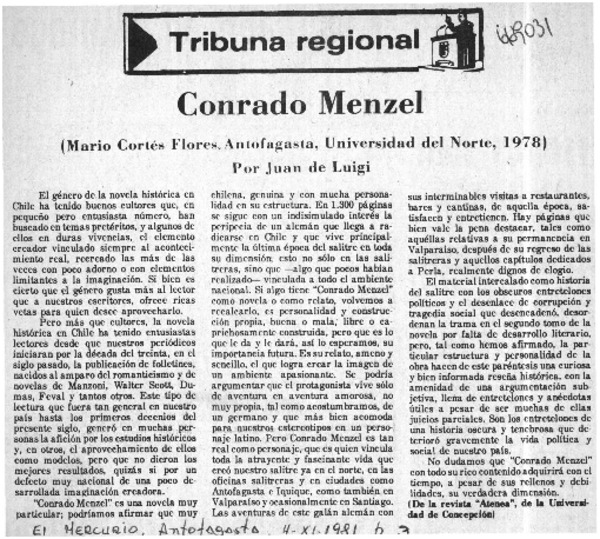 Tribuna regional
Conrado Menzel
(Mario Cortés Flores, Antofagasta, Universidad del Norte, 1978)
Por Juan de Luigi
El género de la novela histórica en
Chile ha tenido buenos cultores que, en
pequeño pero entusiasta número, han
buscado en temas pretéritos, y algunos de
ellos en duras vivencias, el elemento
creador vinculado siempre al aconteci-
miento real, recreado las más de las
veces con poco adorno o con elementos
limitantes a la imaginación. Si bien es
cierto que el género gusta más al lector
que a nuestros escritores, ofrece ricas
vetas para quien desee aprovecharlo.
Pero más que cultores, la novela
histórica en Chile ha tenido entusiastas
lectores desde que nuestros periódicos
iniciaran por la década del treinta, en el
siglo pasado, la publicación de folletines,
nacidos al amparo del romanticismo y de
novelas de Manzoni, Walter Scott, Du-
mas, Feval y tantos otros. Este tipo de
lectura que fuera tan general en nuestro
país hasta los primeros decenios del
presente siglo, generó en muchas per-
sonas la afición por los estudios históricos
y, en otros, el aprovechamiento de ellos
como modelos, pero que no dieron los
mejores resultados, quizás si por un
defecto muy nacional de una poco de-
sarrollada imaginación creadora.
"Conrado Menzel" es una novela muy
particular; podríamos afirmar que muy
chilena, genuina y con mucha personali-
dad en su estructura. En 1.300 páginas
se sigue con un indisimulado interés la
peripecia de un alemán que llega a ra-
dicarse en Chile y que vive principal-
mente la última época del salitre en toda
su dimensión; esto no sólo en las sali-
treras, sino que —algo que pocos habían
realizado— vinculada a todo el ambiente
nacional. Si algo tiene "Conrado Menzel"
como novela o como relato, volvemos a
recalcarlo, es personalidad y construc-
ción propia, buena o mala, libre o ca-
prichosamente construida, pero que es lo
que le da y le dará, así lo esperamos, su
importancia futura. Es su relato, ameno y
sencillo, el que logra crear la imagen de
un ambiente apasionante. Se podría
argumentar que el protagonista vive sólo
de aventura en aventura amorosa, no
muy propia, tal como acostumbramos, de
un germano y que más bien acomoda
para nuestros estereotipos en un per-
sonaje latino. Pero Conrado Menzel es tan
real como personaje, que es quien vincula
toda la atrayente y fascinante vida que
creó nuestro salitre ya en el norte, en las
oficinas salitreras y en ciudades como
Antofagasta e Iquique, como también en
Valparaíso y ocasionalmente en Santiago.
Las aventuras de este galán alemán con
sus interminables visitas a restaurantes,
bares y cantinas, de aquella época, sa-
tisfacen y entretienen. Hay páginas que
bien vale la pena destacar, tales como
aquéllas relativas a su permanencia en
Valparaíso, después de su regreso de las
salitreras y aquellos capítulos dedicados
a Perla, realmente dignos de elogio.
El material intercalado como historia
del salitre con los obscuros entretelones
políticos y el desenlace de corrupción y
tragedia social que desencadenó, desor-
denan la trama en el segundo tomo de la
novela por falta de desarrollo literario,
pero, tal como hemos afirmado, la par-
ticular estructura y personalidad de la
obra hacen de este paréntesis una curiosa
y bien informada reseña histórica, con la
amenidad de una argumentación sub-
jetiva, llena de entretelones y anécdotas
útiles a pesar de ser muchas de ellas
juicios parciales. Son los entretelones de
una historia oscura y tenebrosa que de-
terioró gravemente la vida política y
social de nuestro país.
No dudamos que "Conrado Menzel"
con todo su rico contenido adquirirá con el
tiempo, a pesar de sus rellenos y debi-
lidades, su verdadera dimensión.
(De la revista "Atenea", de la Universi-
dad de Concepción)
El Mercurio, Antofagasta, 4-XI-1981 p. 3